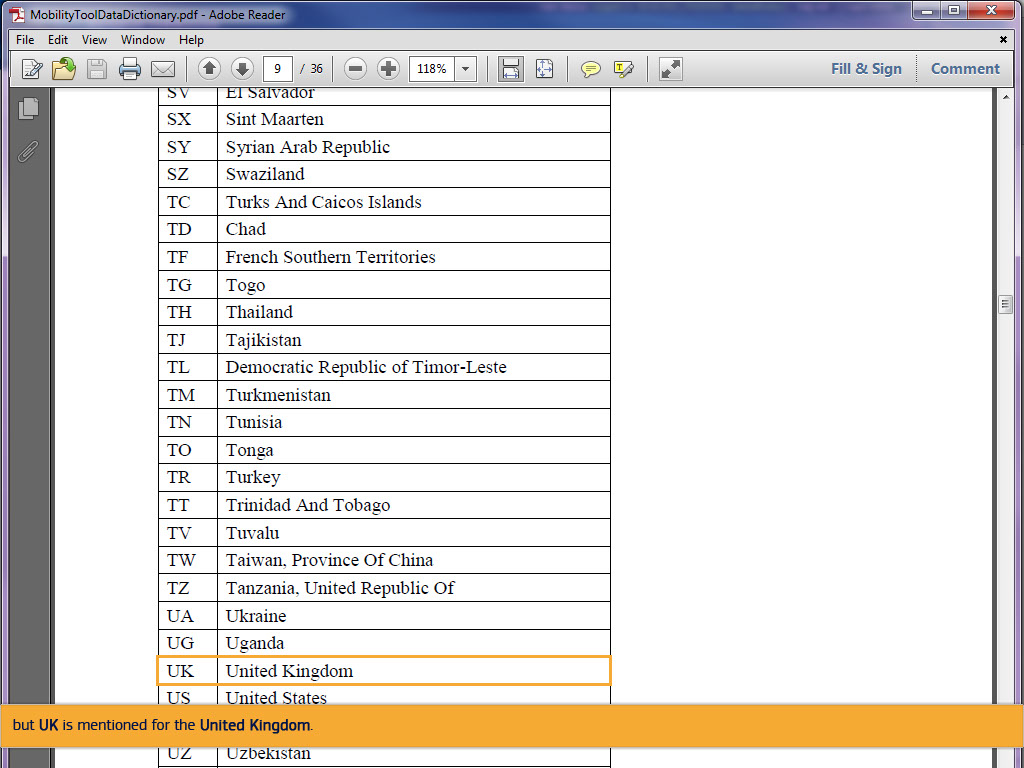 MobilityToolDataDictionary.pdf - Adobe Reader
File Edit View Window Help
9 / 36 118% Fill & Sign Comment
SV El Salvador
SX Sint Maarten
SY Syrian Arab Republic
SZ Swaziland
TC Turks And Caicos Islands
TD Chad
TF French Southern Territories
TG Togo
TH Thailand
TJ Tajikistan
TL Democratic Republic of Timor-Leste
TM Turkmenistan
TN Tunisia
TO Tonga
TR Turkey
TT Trinidad And Tobago
TV Tuvalu
TW Taiwan, Province Of China
TZ Tanzania, United Republic Of
UA Ukraine
UG Uganda
UK United Kingdom
US United States
but UK is mentioned for the United Kingdom.
UZ Uzbekistan